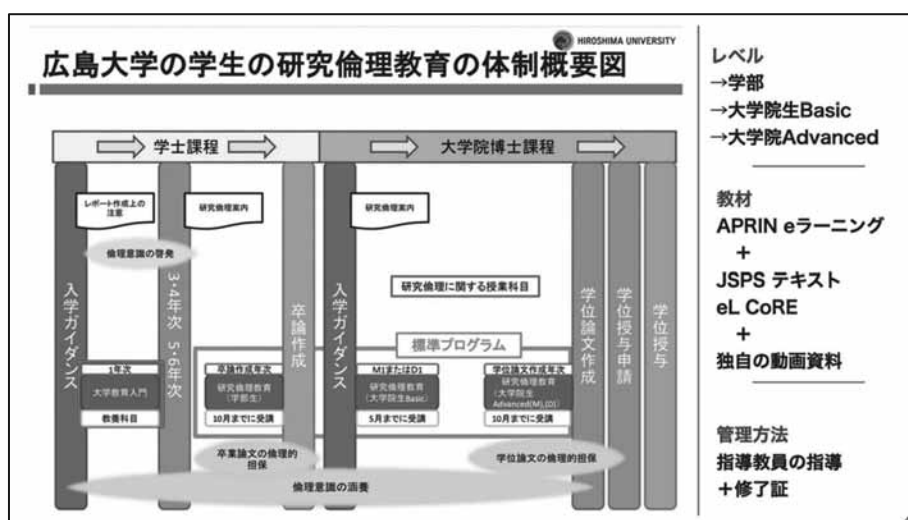 HIROSHIMA UNIVERSITY
広島大学の学生の研究倫理教育の体制概要図
学士課程
大学院博士課程
入学ガイダンス
レポート作成上の
注意
倫理意識の啓発
1年次
大学教育入門
教養科目
3・4年次 5・6年次
研究倫理案内
卒論作成年次
研究倫理教育
(学部生)
10月までに受講
卒業論文の倫理的
担保
卒論作成
入学ガイダンス
研究倫理案内
研究倫理に関する授業科目
標準プログラム
M1またはD1
研究倫理教育
(大学院生Basic)
5月までに受講
学位論文作成年次
研究倫理教育
(大学院生
Advanced(M),(D))
10月までに受講
学位論文の倫理的担保
倫理意識の涵養
学位論文作成
学位授与申請
学位授与
レベル
→学部
→大学院生Basic
→大学院Advanced
教材
APRIN eラーニング
+
JSPS テキスト
eL CoRE
+
独自の動画資料
管理方法
指導教員の指導
+修了証